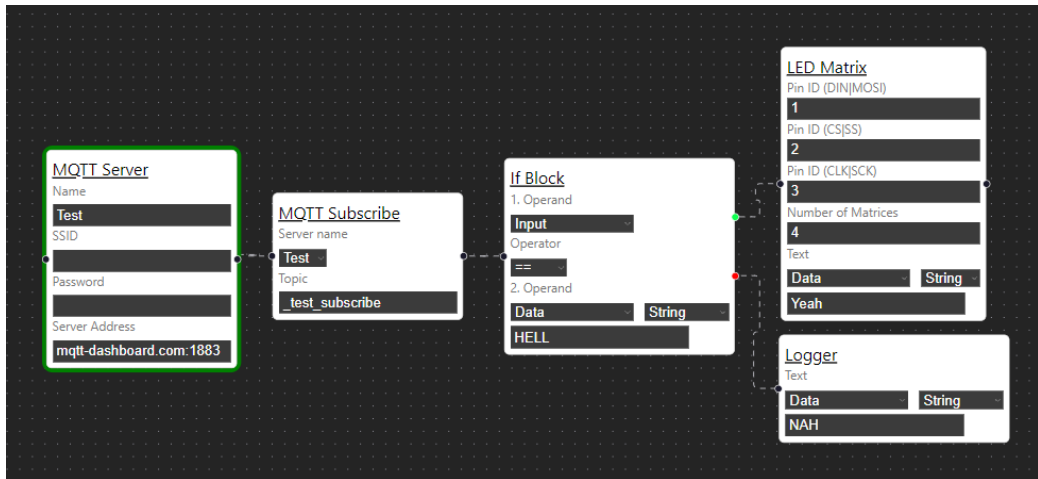 MQTT Server
Name
Test
SSID
Password
Server Address
mqtt-dashboard.com:1883
MQTT Subscribe
Server name
Test
Topic
_test_subscribe
If Block
1. Operand
Input
Operator
==
2. Operand
Data String
HELL
LED Matrix
Pin ID (DIN|MOSI)
1
Pin ID (CS|SS)
2
Pin ID (CLK|SCK)
3
Number of Matrices
4
Text
Data String
Yeah
Logger
Text
Data String
NAH